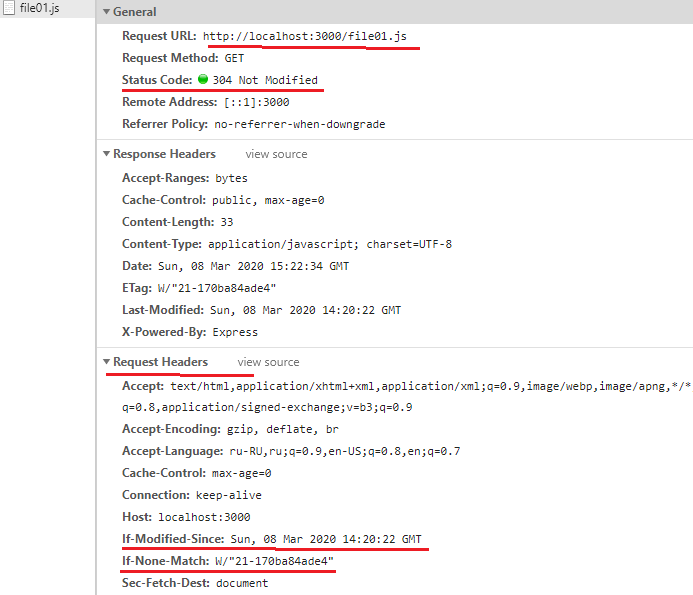 file01.js
General
Request URL: http://localhost:3000/file01.js
Request Method: GET
Status Code: 304 Not Modified
Remote Address: [::1]:3000
Referrer Policy: no-referrer-when-downgrade
Response Headers view source
Accept-Ranges: bytes
Cache-Control: public, max-age=0
Content-Length: 33
Content-Type: application/javascript; charset=UTF-8
Date: Sun, 08 Mar 2020 15:22:34 GMT
ETag: W/"21-170ba84ade4"
Last-Modified: Sun, 08 Mar 2020 14:20:22 GMT
X-Powered-By: Express
Request Headers view source
Accept: text/html,application/xhtml+xml,application/xml;q=0.9,image/webp,image/apng,*/*
q=0.8,application/signed-exchange;v=b3;q=0.9
Accept-Encoding: gzip, deflate, br
Accept-Language: ru-RU,ru;q=0.9,en-US;q=0.8,en;q=0.7
Cache-Control: max-age=0
Connection: keep-alive
Host: localhost:3000
If-Modified-Since: Sun, 08 Mar 2020 14:20:22 GMT
If-None-Match: W/"21-170ba84ade4"
Sec-Fetch-Dest: document